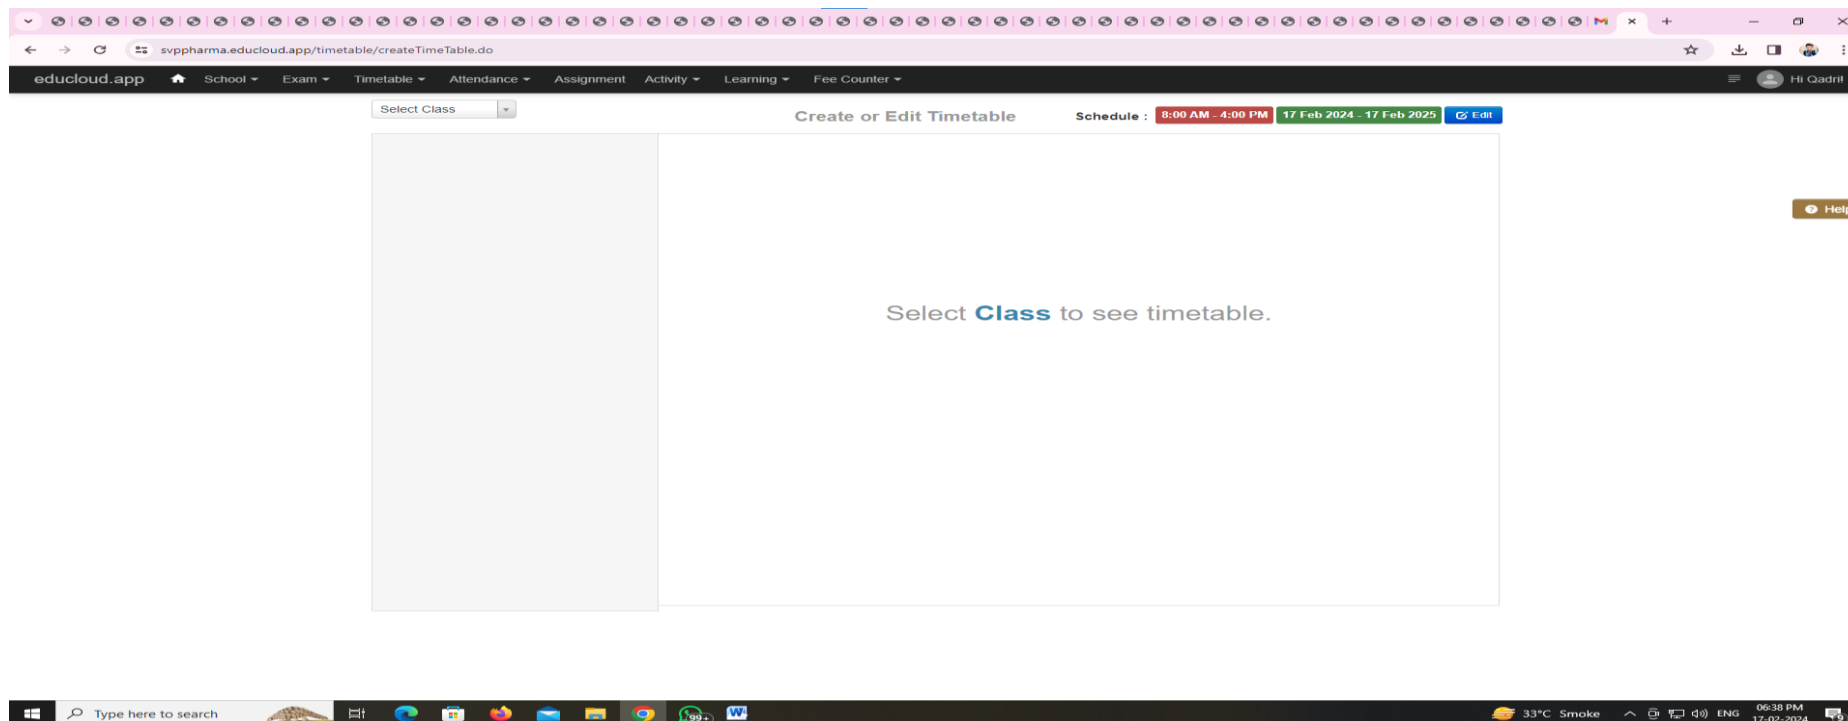 svppharma.educloud.app/timetable/createTimeTable.do
educloud.app School Exam Timetable Attendance Assignment Activity Learning Fee Counter Hi Qadri!
Select Class Create or Edit Timetable Schedule : 8:00 AM - 4:00 PM 17 Feb 2024 - 17 Feb 2025 Edit
Help
Select Class to see timetable.
Type here to search 99+ W 33°C Smoke ENG 06:38 PM
17-02-2024